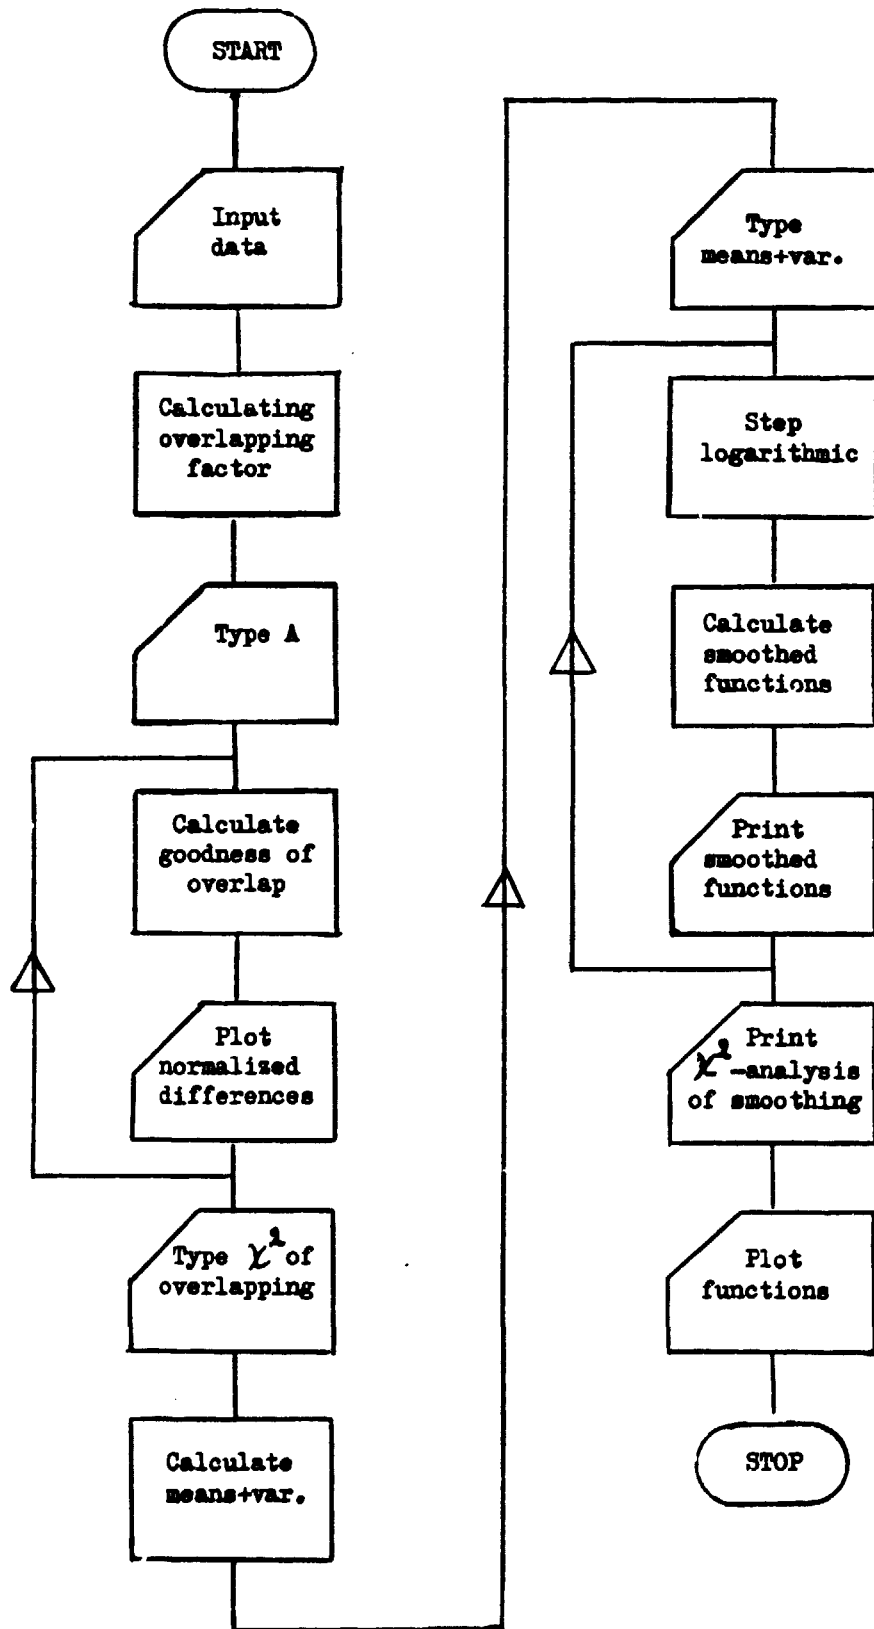 START
Input
data
Calculating
overlapping
factor
Type A
Calculate
goodness of
overlap
Plot
normalized
differences
Type χ² of
overlapping
Calculate
means+var.
Type
means+var.
Step
logarithmic
Calculate
smoothed
functions
Print
smoothed
functions
Print
χ²-analysis
of smoothing
Plot
functions
STOP